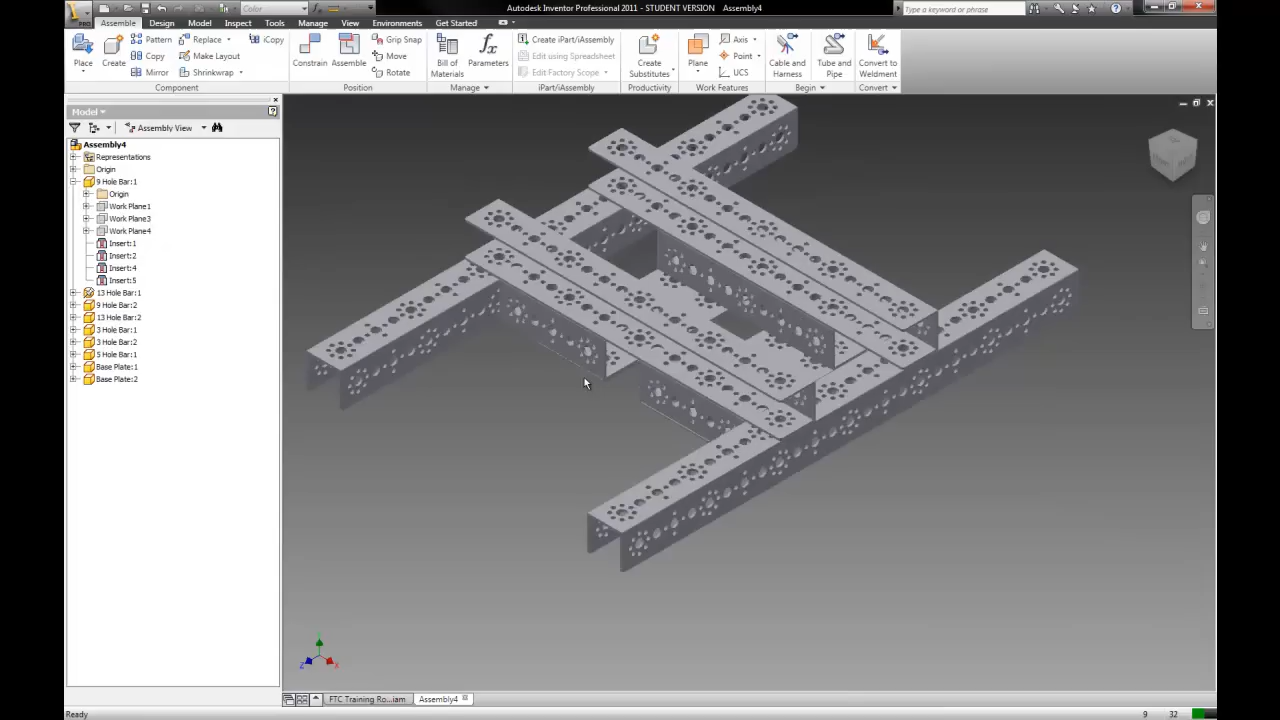 Autodesk Inventor Professional 2011 - STUDENT VERSION Assembly4
Type a keyword or phrase
PRO
Color
Assemble Design Model Inspect Tools Manage View Environments Get Started
Place
Create
Pattern
Copy
Mirror
Replace
Make Layout
Shrinkwrap
iCopy
Component
Constrain
Assemble
Grip Snap
Move
Rotate
Position
Bill of
Materials
Parameters
Manage
Create iPart/iAssembly
Edit using Spreadsheet
Edit Factory Scope
iPart/iAssembly
Create
Substitutes
Productivity
Plane
Axis
Point
UCS
Work Features
Cable and
Harness
Tube and
Pipe
Begin
Convert to
Weldment
Convert
Model
Assembly View
Assembly4
Representations
Origin
9 Hole Bar:1
Origin
Work Plane1
Work Plane3
Work Plane4
Insert:1
Insert:2
Insert:4
Insert:5
13 Hole Bar:1
9 Hole Bar:2
13 Hole Bar:2
3 Hole Bar:1
3 Hole Bar:2
5 Hole Bar:1
Base Plate:1
Base Plate:2
Z
X
FTC Training Ro...iam
Assembly4
Ready
9 32